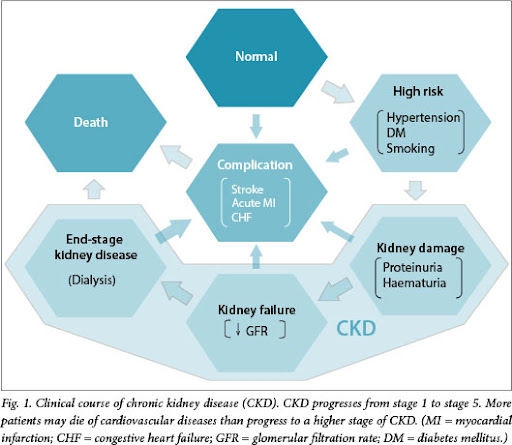 Normal
Death
High risk
Hypertension
DM
Smoking
Complication
Stroke
Acute MI
CHF
End-stage
kidney disease
(Dialysis)
Kidney damage
Proteinuria
Haematuria
Kidney failure
↓ GFR
CKD
Fig. 1. Clinical course of chronic kidney disease (CKD). CKD progresses from stage 1 to stage 5. More
patients may die of cardiovascular diseases than progress to a higher stage of CKD. (MI = myocardial
infarction; CHF = congestive heart failure; GFR = glomerular filtration rate; DM = diabetes mellitus.)